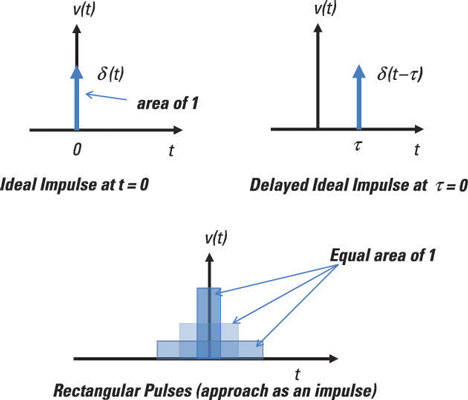 v(t)
δ(t)
area of 1
0
t
Ideal Impulse at t = 0
v(t)
δ(t–τ)
τ
t
Delayed Ideal Impulse at τ = 0
v(t)
Equal area of 1
t
Rectangular Pulses (approach as an impulse)